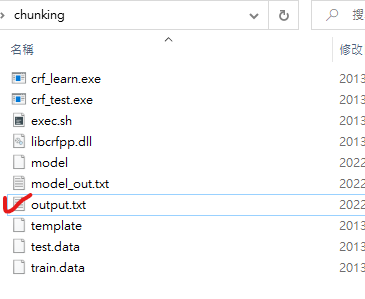 chunking
搜
名稱
修改
crf_learn.exe
2013
crf_test.exe
2013
exec.sh
2013
libcrfpp.dll
2013
model
2022
model_out.txt
2022
output.txt
2022
template
2013
test.data
2013
train.data
2013